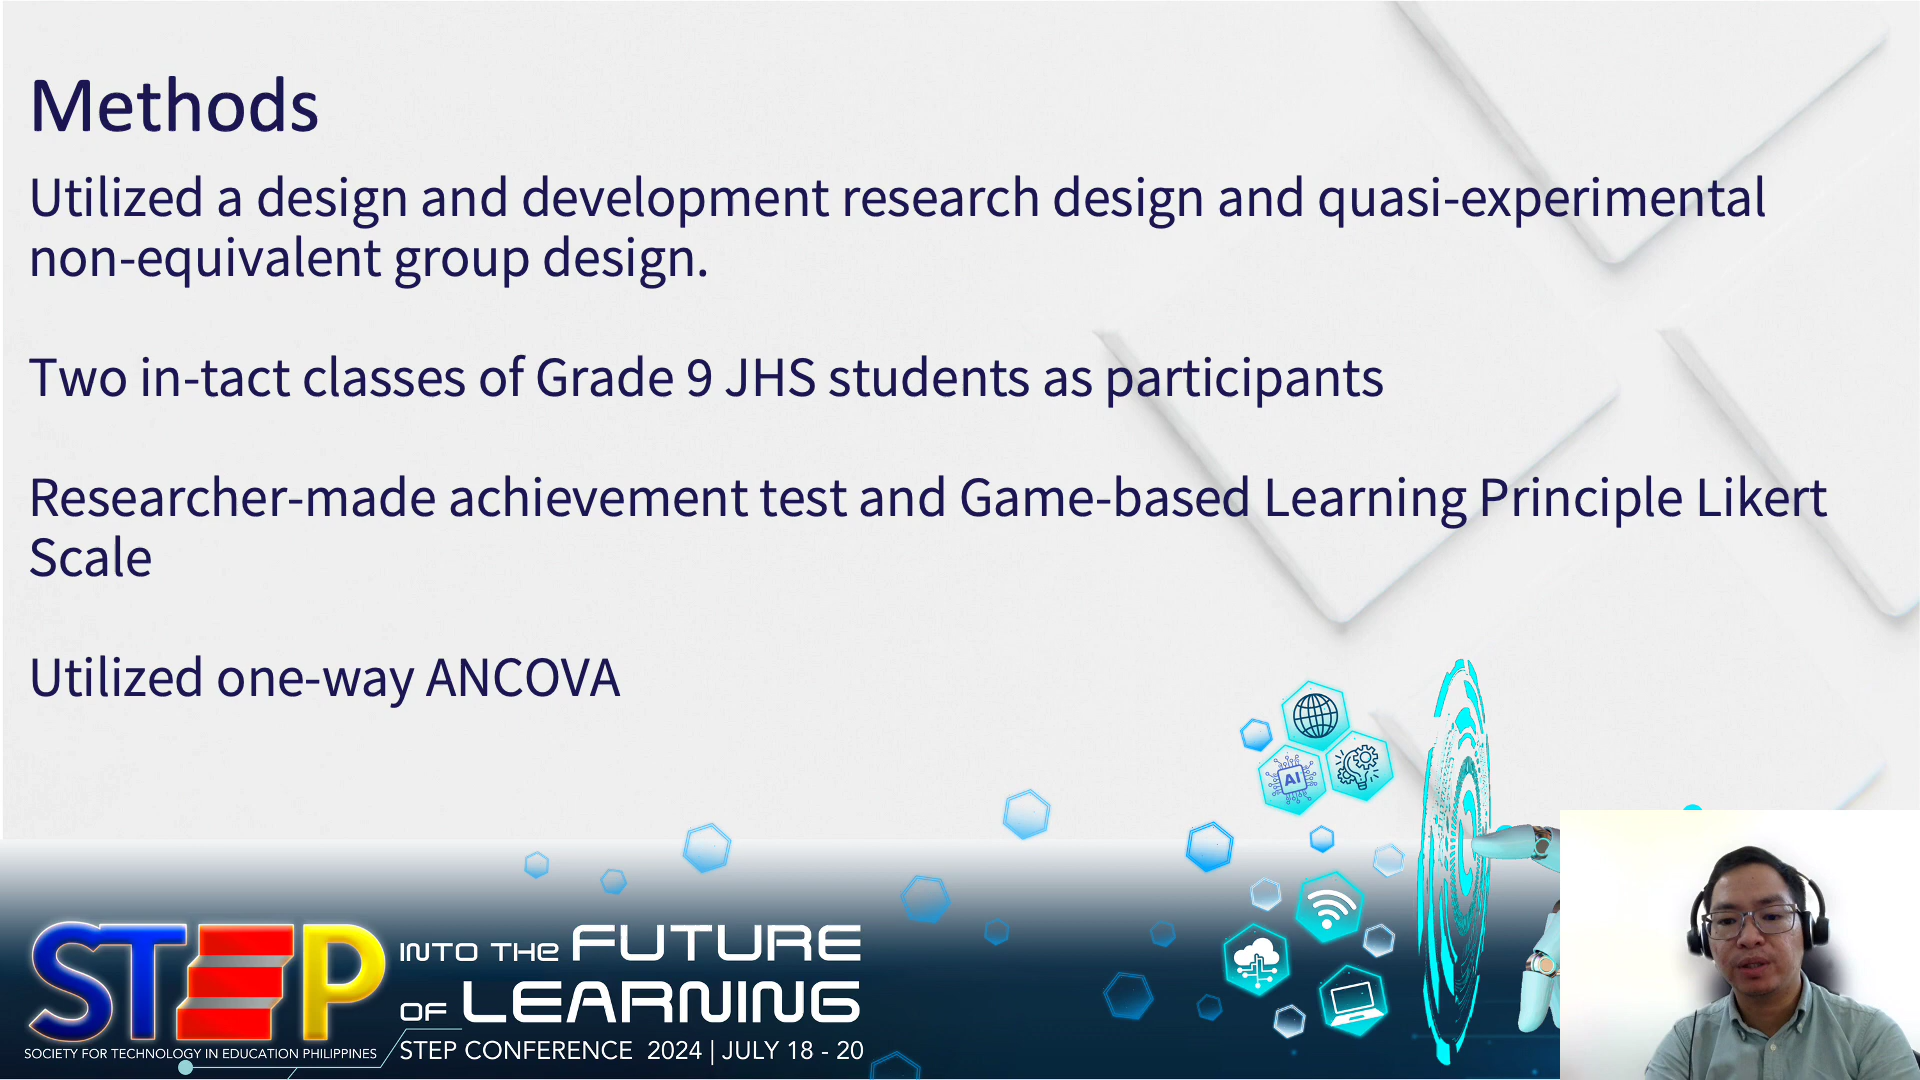 Methods
Utilized a design and development research design and quasi-experimental
non-equivalent group design.
Two in-tact classes of Grade 9 JHS students as participants
Researcher-made achievement test and Game-based Learning Principle Likert
Scale
Utilized one-way ANCOVA
AI
STEP
INTO THE FUTURE
OF LEARNING
SOCIETY FOR TECHNOLOGY IN EDUCATION PHILIPPINES
STEP CONFERENCE 2024 | JULY 18 - 20